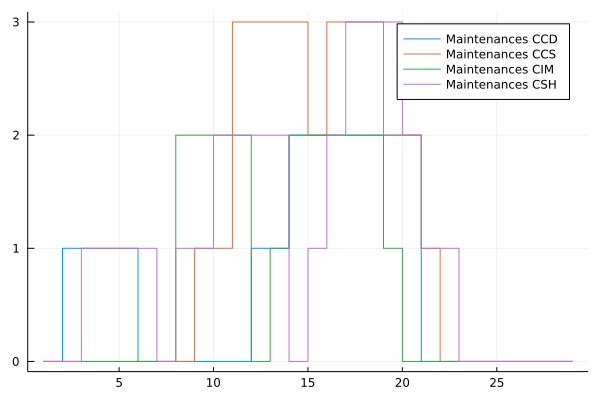 3
Maintenances CCD
Maintenances CCS
Maintenances CIM
Maintenances CSH
2
1
0
5 10 15 20 25